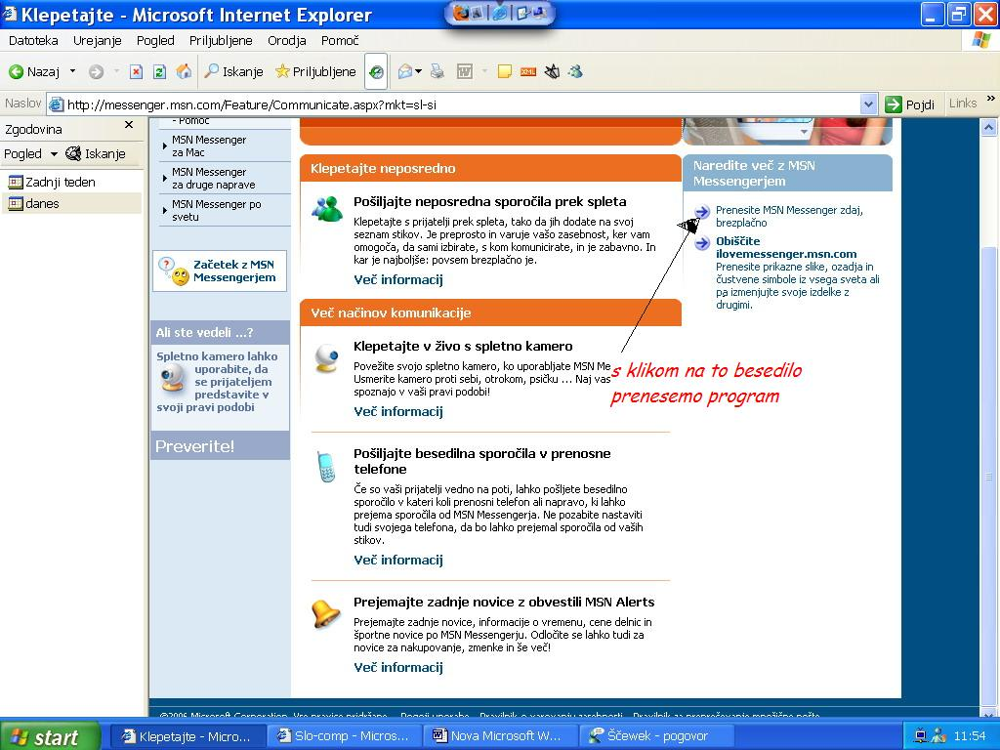 Klepetajte - Microsoft Internet Explorer
Datoteka Urejanje Pogled Priljubljene Orodja Pomoč
Nazaj Iskanje Priljubljene
Naslov http://messenger.msn.com/Feature/Communicate.aspx?mkt=sl-si Pojdi Links »
Zgodovina
Pogled Iskanje
Zadnji teden
danes
- Pomoč
MSN Messenger
za Mac
MSN Messenger
za druge naprave
MSN Messenger po
svetu
Začetek z MSN
Messengerjem
Ali ste vedeli ...?
Spletno kamero lahko
uporabite, da
se prijateljem
predstavite v
svoji pravi podobi
Preverite!
Klepetajte neposredno
Pošiljajte neposredna sporočila prek spleta
Klepetajte s prijatelji prek spleta, tako da jih dodate na svoj
seznam stikov. Je preprosto in varuje vašo zasebnost, ker vam
omogoča, da sami izbirate, s kom komunicirate, in je zabavno. In
kar je najboljše: povsem brezplačno je.
Več informacij
Več načinov komunikacije
Klepetajte v živo s spletno kamero
Povežite svojo spletno kamero, ko uporabljate MSN Me
Usmerite kamero proti sebi, otrokom, psičku ... Naj vas
spoznajo v vaši pravi podobi!
Več informacij
Pošiljajte besedilna sporočila v prenosne
telefone
Če so vaši prijatelji vedno na poti, lahko pošljete besedilno
sporočilo v kateri koli prenosni telefon ali napravo, ki lahko
prejema sporočila od MSN Messengerja. Ne pozabite nastaviti
tudi svojega telefona, da bo lahko prejemal sporočila od vaših
stikov.
Več informacij
Prejemajte zadnje novice z obvestili MSN Alerts
Prejemajte zadnje novice, informacije o vremenu, cene delnic in
športne novice po MSN Messengerju. Odločite se lahko tudi za
novice za nakupovanje, zmenke in še več!
Več informacij
Naredite več z MSN
Messengerjem
Prenesite MSN Messenger zdaj,
brezplačno
Obiščite
ilovemessenger.msn.com
Prenesite prikazne slike, ozadja in
čustvene simbole iz vsega sveta ali
pa izmenjujte svoje izdelke z
drugimi.
s klikom na to besedilo
prenesemo program
©2006 Microsoft Corporation. Vse pravice pridržane. Pogoji uporabe Pravilnik o varovanju zasebnosti Pravilnik za preprečevanje množične pošte
start Klepetajte - Micro... Slo-comp - Micros... Nova Microsoft W... Ščewek - pogovor 11:54